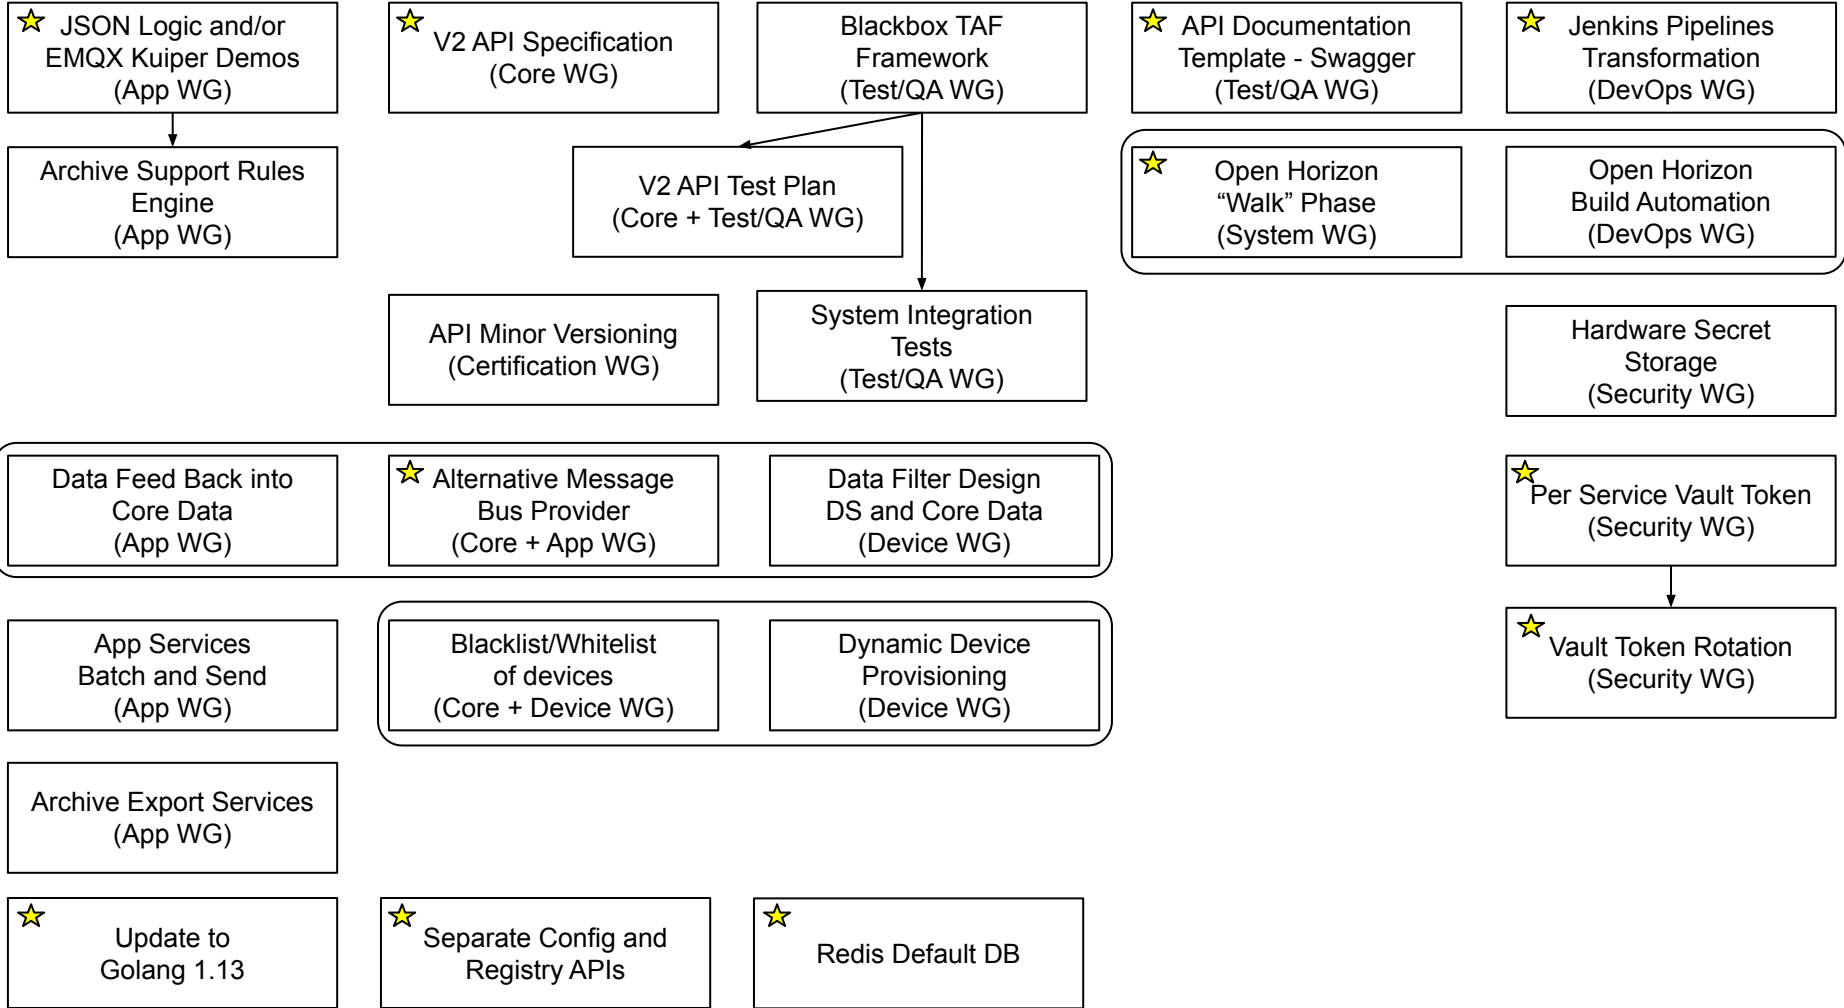 JSON Logic and/or
EMQX Kuiper Demos
(App WG)
V2 API Specification
(Core WG)
Blackbox TAF
Framework
(Test/QA WG)
API Documentation
Template - Swagger
(Test/QA WG)
Jenkins Pipelines
Transformation
(DevOps WG)
Archive Support Rules
Engine
(App WG)
V2 API Test Plan
(Core + Test/QA WG)
Open Horizon
“Walk” Phase
(System WG)
Open Horizon
Build Automation
(DevOps WG)
API Minor Versioning
(Certification WG)
System Integration
Tests
(Test/QA WG)
Hardware Secret
Storage
(Security WG)
Data Feed Back into
Core Data
(App WG)
Alternative Message
Bus Provider
(Core + App WG)
Data Filter Design
DS and Core Data
(Device WG)
Per Service Vault Token
(Security WG)
App Services
Batch and Send
(App WG)
Blacklist/Whitelist
of devices
(Core + Device WG)
Dynamic Device
Provisioning
(Device WG)
Vault Token Rotation
(Security WG)
Archive Export Services
(App WG)
Update to
Golang 1.13
Separate Config and
Registry APIs
Redis Default DB